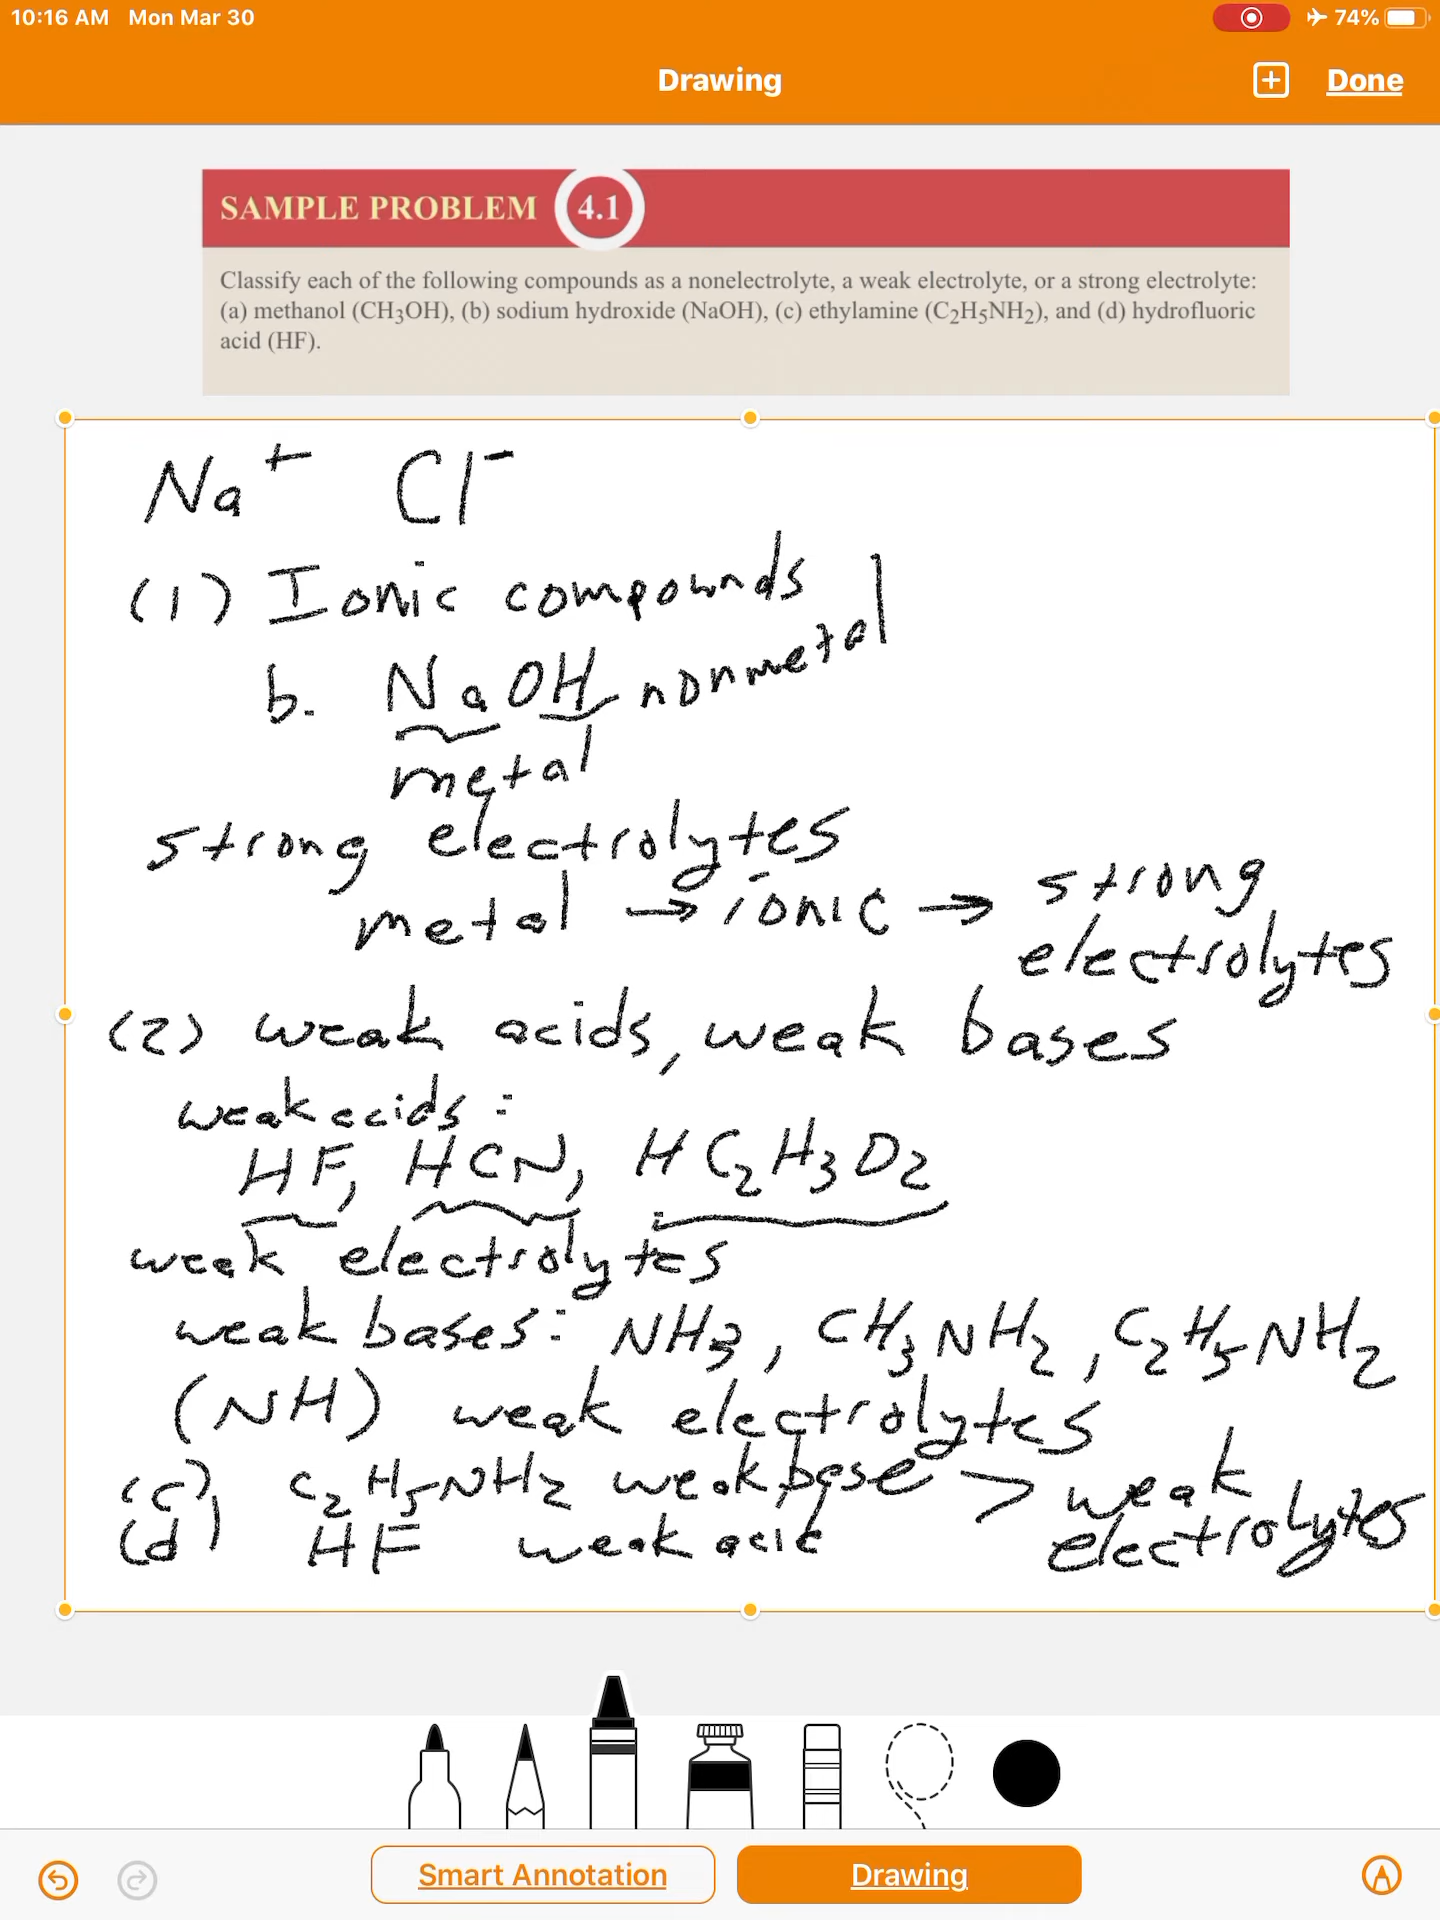 10:16 AM Mon Mar 30 74%
Drawing Done
SAMPLE PROBLEM 4.1
Classify each of the following compounds as a nonelectrolyte, a weak electrolyte, or a strong electrolyte:
(a) methanol (CH3OH), (b) sodium hydroxide (NaOH), (c) ethylamine (C2H5NH2), and (d) hydrofluoric
acid (HF).
Na⁺ Cl⁻
(1) Ionic compounds
b. NaOH nonmetal
metal
strong electrolytes
metal → ionic → strong
electrolytes
(2) weak acids, weak bases
weak acids:
HF, HCN, HC₂H₃O₂
weak electrolytes
weak bases: NH₃, CH₃NH₂, C₂H₅NH₂
(NH) weak electrolytes
(c), C₂H₅NH₂ weak base > weak
(d) HF weak acid electrolytes
Smart Annotation Drawing